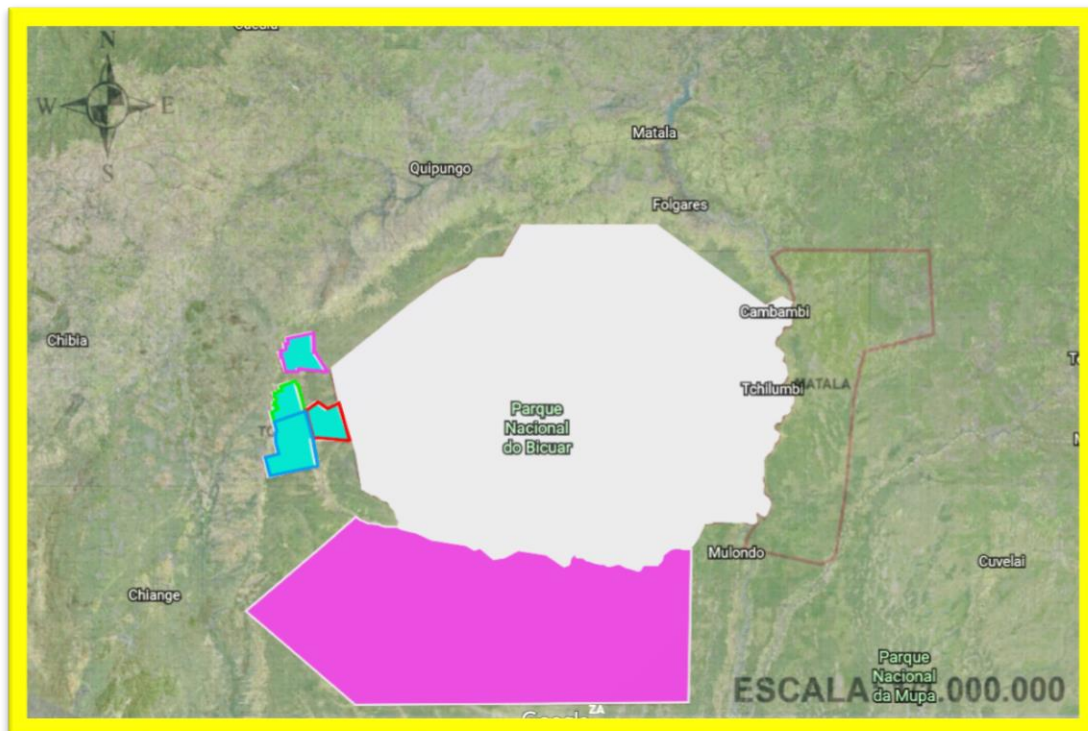 N
W
E
S
Matala
Quipungo
Folgares
Cambambi
Chibia
Tchilumbi
MATALA
Parque
Nacional
do Bicuar
Mulondo
Cuvelai
Chiange
Parque
Nacional
da Mupa
ESCALA
.000.000
ZA